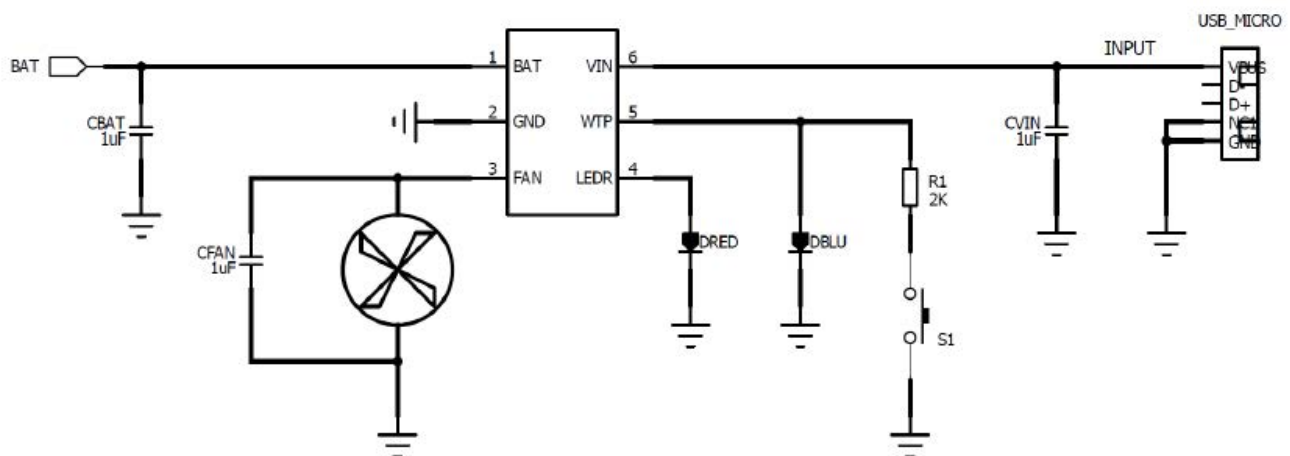 USB_MICRO
INPUT
BAT
1
BAT
VIN
6
VBUS
D-
D+
NC1
GND
CBAT
1uF
2
GND
WTP
5
CVIN
1uF
3
FAN
LEDR
4
R1
2K
CFAN
1uF
DRED
DBLU
S1